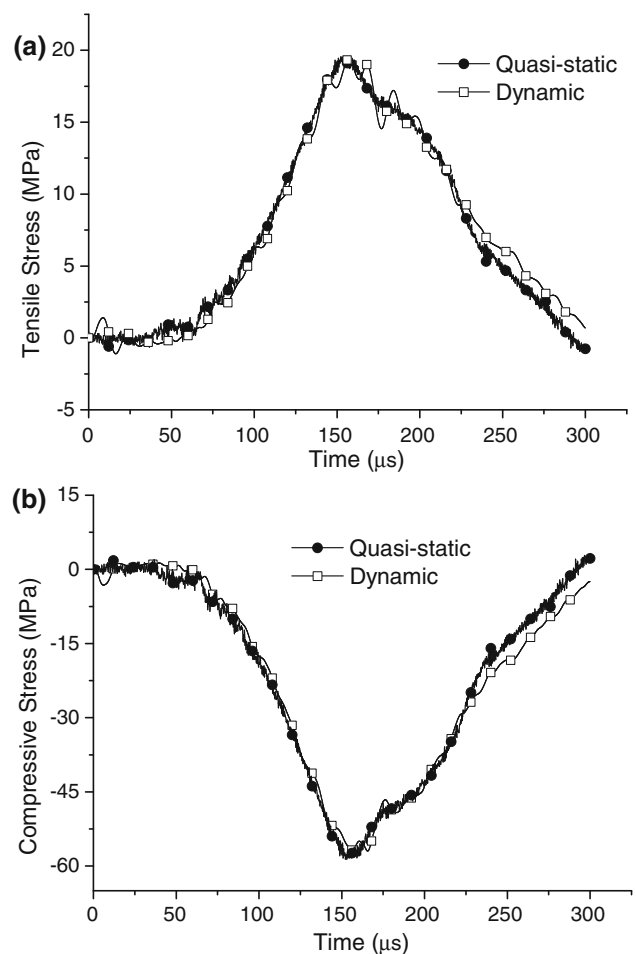 (a)
Quasi-static
Dynamic
Tensile Stress (MPa)
20
15
10
5
0
-5
0 50 100 150 200 250 300
Time (μs)
(b)
Quasi-static
Dynamic
Compressive Stress (MPa)
15
0
-15
-30
-45
-60
0 50 100 150 200 250 300
Time (μs)